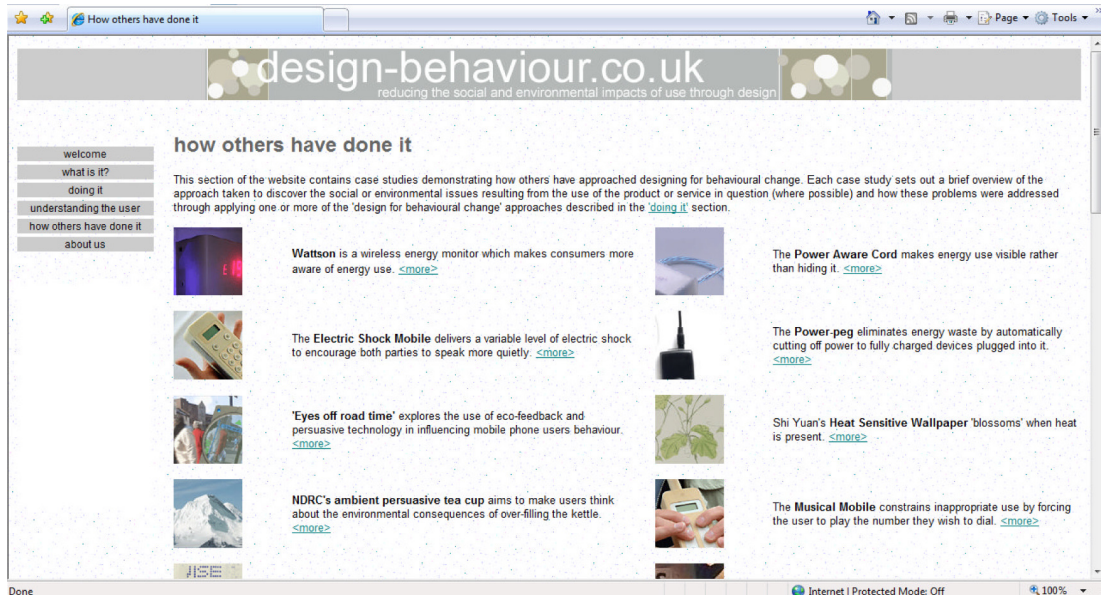 How others have done it
Page
Tools
design-behaviour.co.uk
reducing the social and environmental impacts of use through design
welcome
what is it?
doing it
understanding the user
how others have done it
about us
how others have done it
This section of the website contains case studies demonstrating how others have approached designing for behavioural change. Each case study sets out a brief overview of the
approach taken to discover the social or environmental issues resulting from the use of the product or service in question (where possible) and how these problems were addressed
through applying one or more of the 'design for behavioural change' approaches described in the 'doing it' section.
Wattson is a wireless energy monitor which makes consumers more
aware of energy use. <more>
The Power Aware Cord makes energy use visible rather
than hiding it. <more>
The Electric Shock Mobile delivers a variable level of electric shock
to encourage both parties to speak more quietly. <more>
The Power-peg eliminates energy waste by automatically
cutting off power to fully charged devices plugged into it.
<more>
'Eyes off road time' explores the use of eco-feedback and
persuasive technology in influencing mobile phone users behaviour.
<more>
Shi Yuan's Heat Sensitive Wallpaper 'blossoms' when heat
is present. <more>
NDRC's ambient persuasive tea cup aims to make users think
about the environmental consequences of over-filling the kettle.
<more>
The Musical Mobile constrains inappropriate use by forcing
the user to play the number they wish to dial. <more>
Done
Internet | Protected Mode: Off
100%